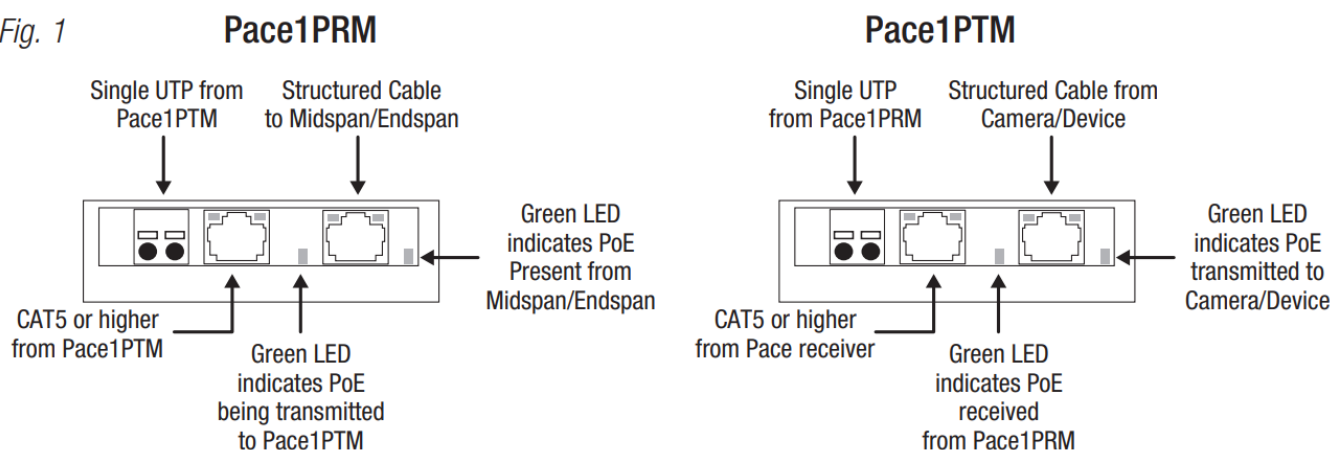 Fig. 1
Pace1PRM
Single UTP from
Pace1PTM
Structured Cable
to Midspan/Endspan
Green LED
indicates PoE
Present from
Midspan/Endspan
CAT5 or higher
from Pace1PTM
Green LED
indicates PoE
being transmitted
to Pace1PTM
Pace1PTM
Single UTP
from Pace1PRM
Structured Cable from
Camera/Device
Green LED
indicates PoE
transmitted to
Camera/Device
CAT5 or higher
from Pace receiver
Green LED
indicates PoE
received
from Pace1PRM